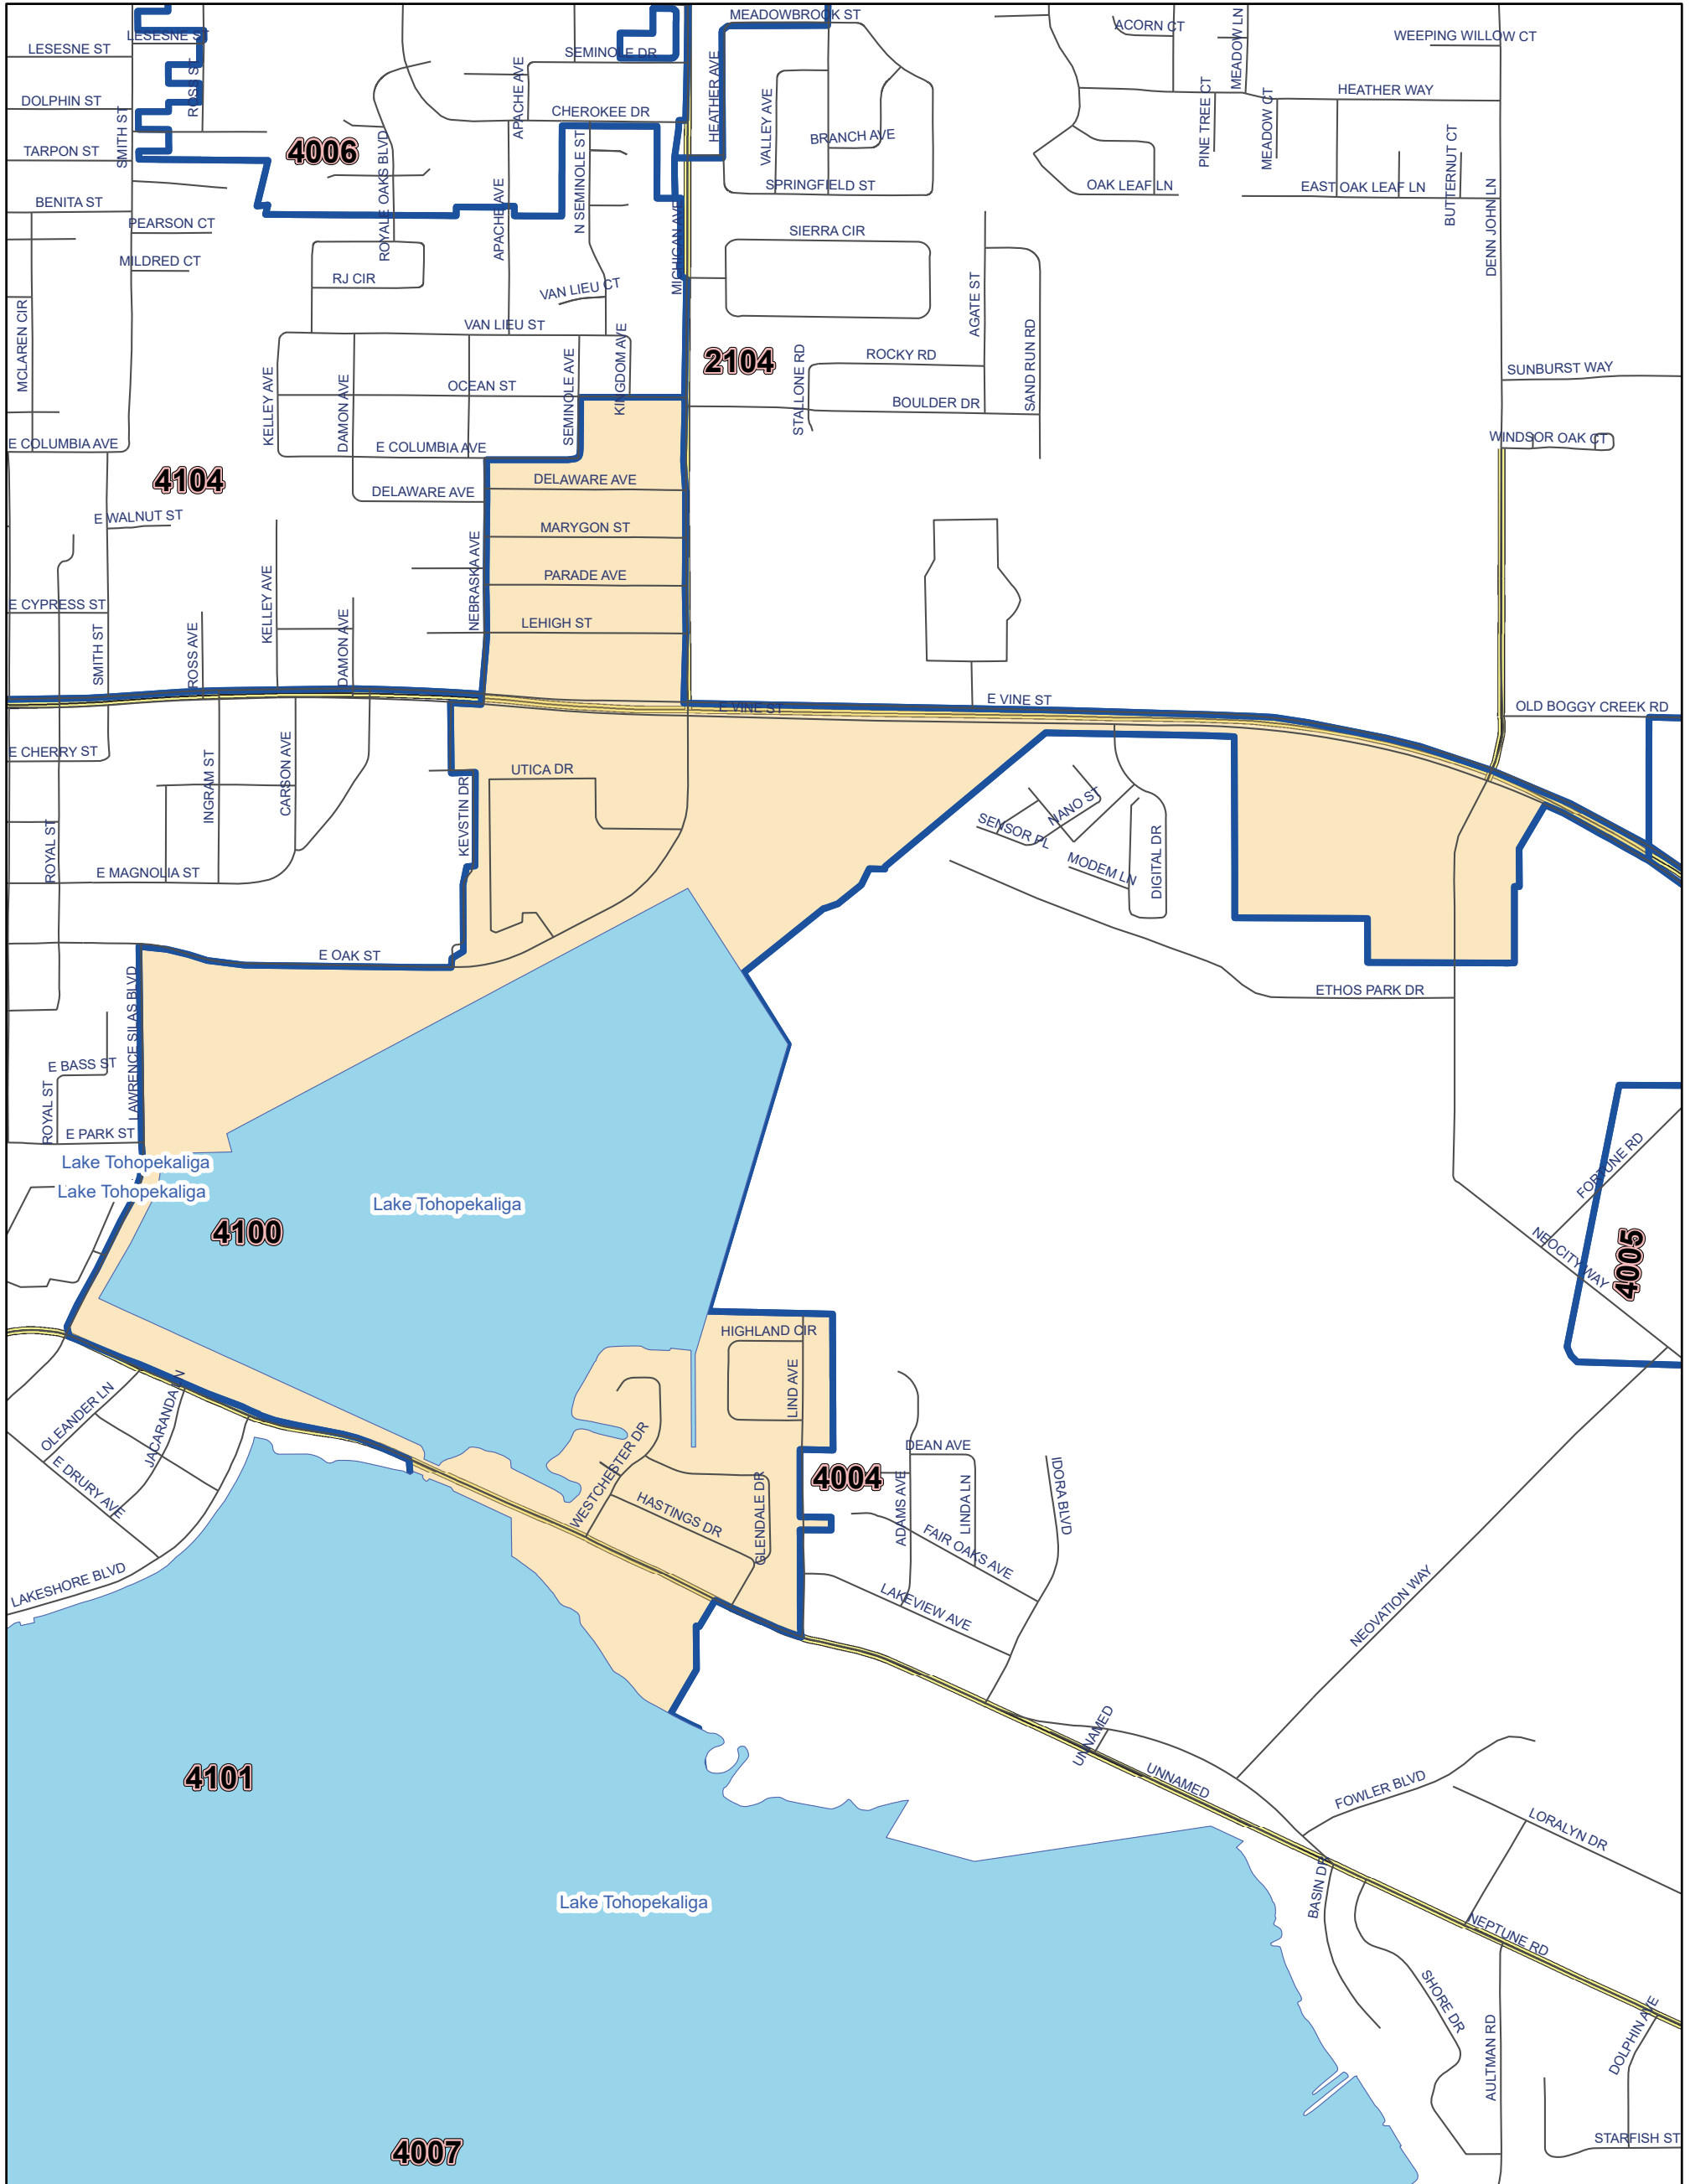 MEADOWBROOK ST
ACORN CT
MEADOW LN
WEEPING WILLOW CT
LESESNE ST
LESESNE ST
SEMINOLE DR
DOLPHIN ST
ROSS ST
APACHE AVE
HEATHER AVE
VALLEY AVE
HEATHER WAY
CHEROKEE DR
BRANCH AVE
PINE TREE CT
MEADOW CT
BUTTERNUT CT
TARPON ST
SMITH ST
4006
ROYALE OAKS BLVD
N SEMINOLE ST
SPRINGFIELD ST
OAK LEAF LN
EAST OAK LEAF LN
BENITA ST
PEARSON CT
APACHE AVE
MICHIGAN AVE
SIERRA CIR
DENN JOHN LN
MILDRED CT
RJ CIR
VAN LIEU CT
AGATE ST
MCLAREN CIR
VAN LIEU ST
KINGDOM AVE
2104
STALLONE RD
ROCKY RD
SAND RUN RD
SUNBURST WAY
KELLEY AVE
DAMON AVE
OCEAN ST
SEMINOLE AVE
BOULDER DR
E COLUMBIA AVE
E COLUMBIA AVE
WINDSOR OAK CT
4104
DELAWARE AVE
DELAWARE AVE
E WALNUT ST
MARYGON ST
NEBRASKA AVE
PARADE AVE
E CYPRESS ST
KELLEY AVE
LEHIGH ST
SMITH ST
ROSS AVE
DAMON AVE
E VINE ST
E VINE ST
OLD BOGGY CREEK RD
E CHERRY ST
INGRAM ST
CARSON AVE
UTICA DR
KEVSTIN DR
NANO ST
SENSOR PL
ROYAL ST
MODEM LN
DIGITAL DR
E MAGNOLIA ST
E OAK ST
ETHOS PARK DR
LAWRENCE SILAS BLVD
E BASS ST
ROYAL ST
E PARK ST
Lake Tohopekaliga
Lake Tohopekaliga
Lake Tohopekaliga
FORTUNE RD
4100
NEOCITY WAY
4005
HIGHLAND CIR
LIND AVE
OLEANDER LN
JACARANDA LN
E DRURY AVE
WESTCHESTER DR
HASTINGS DR
GLENDALE DR
4004
DEAN AVE
ADAMS AVE
LINDA LN
IDORA BLVD
FAIR OAKS AVE
LAKESHORE BLVD
LAKEVIEW AVE
NEOVATION WAY
4101
UNNAMED
UNNAMED
FOWLER BLVD
LORALYN DR
Lake Tohopekaliga
BASIN DR
NEPTUNE RD
SHORE DR
AULTMAN RD
DOLPHIN AVE
STARFISH ST
4007